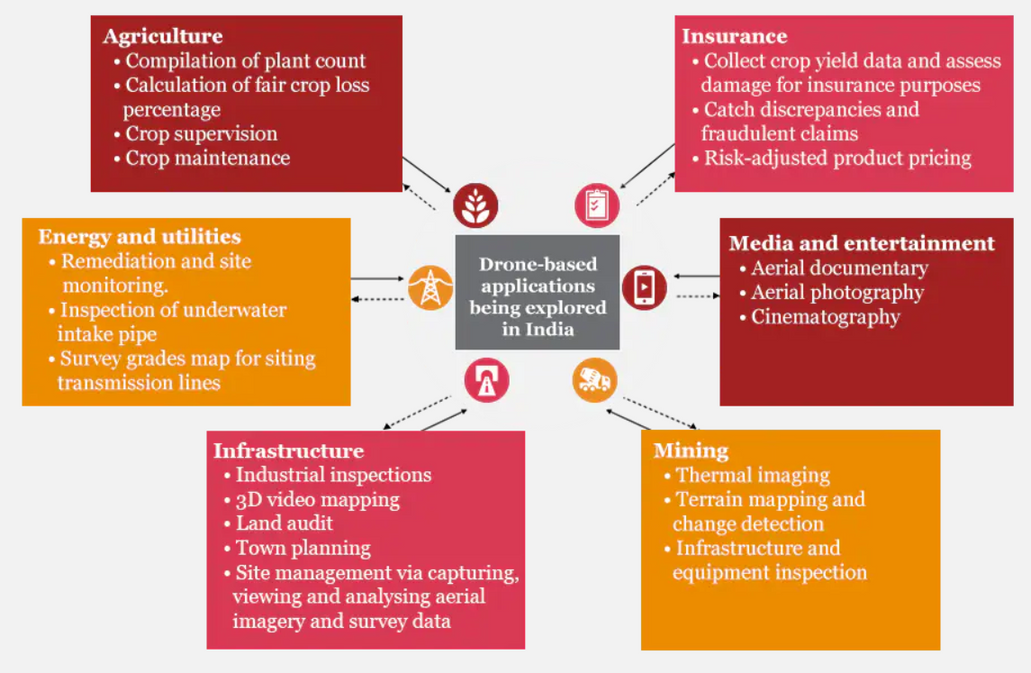 Agriculture
• Compilation of plant count
• Calculation of fair crop loss
percentage
• Crop supervision
• Crop maintenance
Insurance
• Collect crop yield data and assess
damage for insurance purposes
• Catch discrepancies and
fraudulent claims
• Risk-adjusted product pricing
Energy and utilities
• Remediation and site
monitoring.
• Inspection of underwater
intake pipe
• Survey grades map for siting
transmission lines
Drone-based
applications
being explored
in India
Media and entertainment
• Aerial documentary
• Aerial photography
• Cinematography
Infrastructure
• Industrial inspections
• 3D video mapping
• Land audit
• Town planning
• Site management via capturing,
viewing and analysing aerial
imagery and survey data
Mining
• Thermal imaging
• Terrain mapping and
change detection
• Infrastructure and
equipment inspection